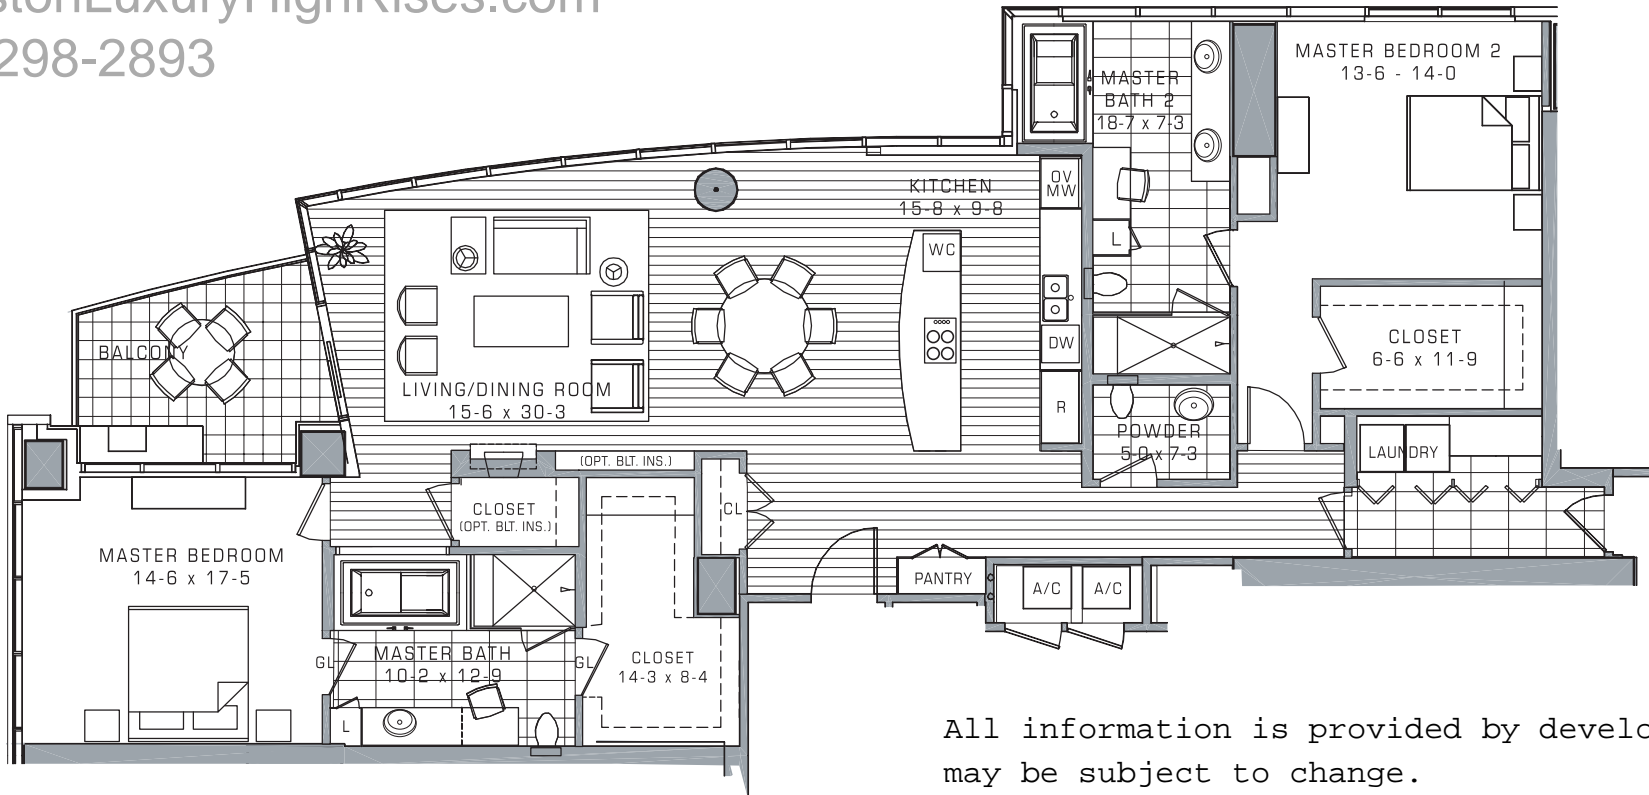 stonLuxuryHighRises.com
298-2893
MASTER BEDROOM 2
13-6 - 14-0
MASTER
BATH 2
18-7 x 7-3
KITCHEN
15-8 x 9-8
OV
MW
L
WC
DW
R
CLOSET
6-6 x 11-9
BALCONY
LIVING/DINING ROOM
15-6 x 30-3
POWDER
5-0 x 7-3
LAUNDRY
(OPT. BLT. INS.)
CLOSET
(OPT. BLT. INS.)
CL
MASTER BEDROOM
14-6 x 17-5
PANTRY
A/C
A/C
GL
MASTER BATH
10-2 x 12-9
GL
CLOSET
14-3 x 8-4
L
All information is provided by develo
may be subject to change.